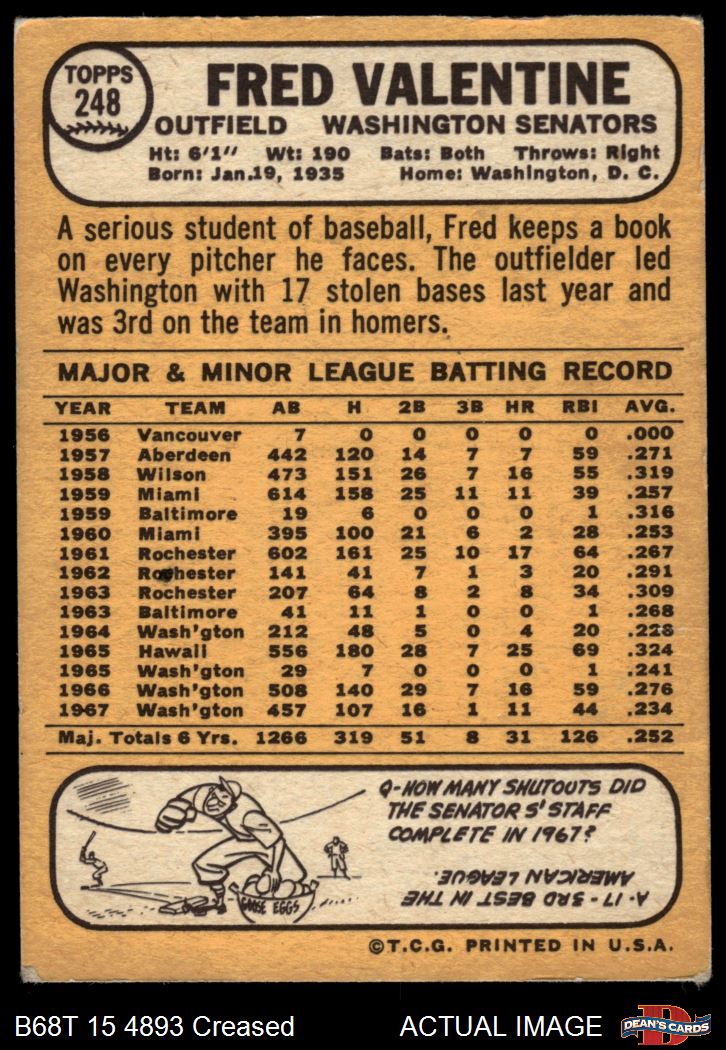 TOPPS
248
FRED VALENTINE
OUTFIELD WASHINGTON SENATORS
Ht: 6'1" Wt: 190 Bats: Both Throws: Right
Born: Jan.19, 1935 Home: Washington, D. C.
A serious student of baseball, Fred keeps a book
on every pitcher he faces. The outfielder led
Washington with 17 stolen bases last year and
was 3rd on the team in homers.
MAJOR & MINOR LEAGUE BATTING RECORD
YEAR TEAM AB H 2B 3B HR RBI AVG.
1956 Vancouver 7 0 0 0 0 0 .000
1957 Aberdeen 442 120 14 7 7 59 .271
1958 Wilson 473 151 26 7 16 55 .319
1959 Miami 614 158 25 11 11 39 .257
1959 Baltimore 19 6 0 0 0 1 .316
1960 Miami 395 100 21 6 2 28 .253
1961 Rochester 602 161 25 10 17 64 .267
1962 Rochester 141 41 7 1 3 20 .291
1963 Rochester 207 64 8 2 8 34 .309
1963 Baltimore 41 11 1 0 0 1 .268
1964 Wash'gton 212 48 5 0 4 20 .226
1965 Hawaii 556 180 28 7 25 69 .324
1965 Wash'gton 29 7 0 0 0 1 .241
1966 Wash'gton 508 140 29 7 16 59 .276
1967 Wash'gton 457 107 16 1 11 44 .234
Maj. Totals 6 Yrs. 1266 319 51 8 31 126 .252
Q-HOW MANY SHUTOUTS DID
THE SENATOR S' STAFF
COMPLETE IN 1967?
A-17-3RD BEST IN THE
AMERICAN LEAGUE.
GOOSE EGGS
©T.C.G. PRINTED IN U.S.A.
B68T 15 4893 Creased ACTUAL IMAGE
D
DEAN'S CARDS